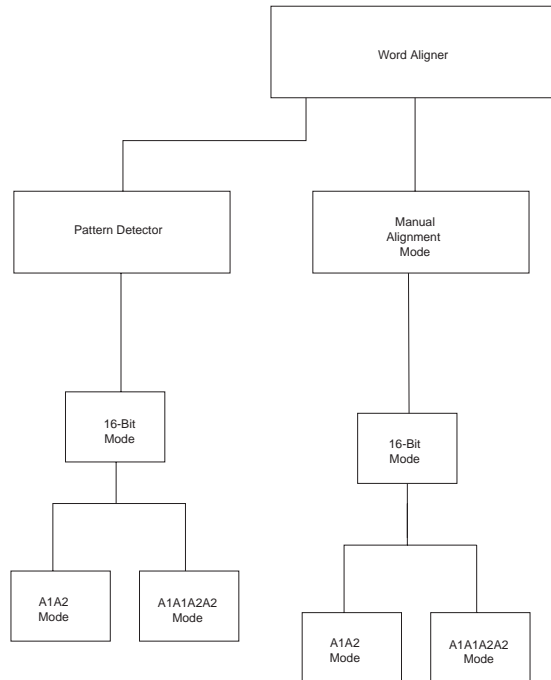 Word Aligner
Pattern Detector
Manual
Alignment
Mode
16-Bit
Mode
16-Bit
Mode
A1A2
Mode
A1A1A2A2
Mode
A1A2
Mode
A1A1A2A2
Mode